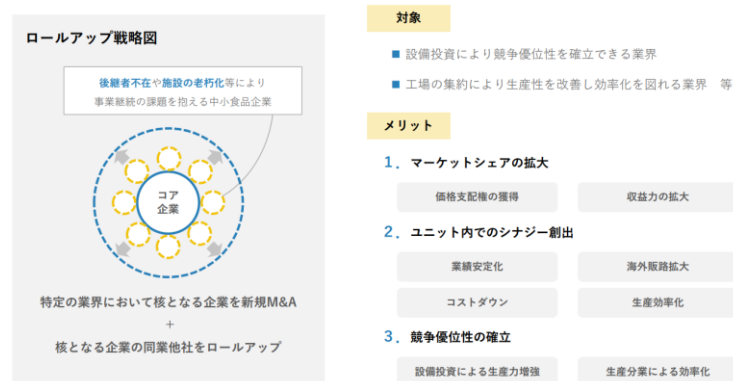 ロールアップ戦略図
後継者不在や施設の老朽化等により
事業継続の課題を抱える中小食品企業
コア
企業
特定の業界において核となる企業を新規M&A
+
核となる企業の同業他社をロールアップ
対象
■ 設備投資により競争優位性を確立できる業界
■ 工場の集約により生産性を改善し効率化を図れる業界 等
メリット
1. マーケットシェアの拡大
価格支配権の獲得 収益力の拡大
2. ユニット内でのシナジー創出
業績安定化 海外販路拡大
コストダウン 生産効率化
3. 競争優位性の確立
設備投資による生産力増強 生産分業による効率化